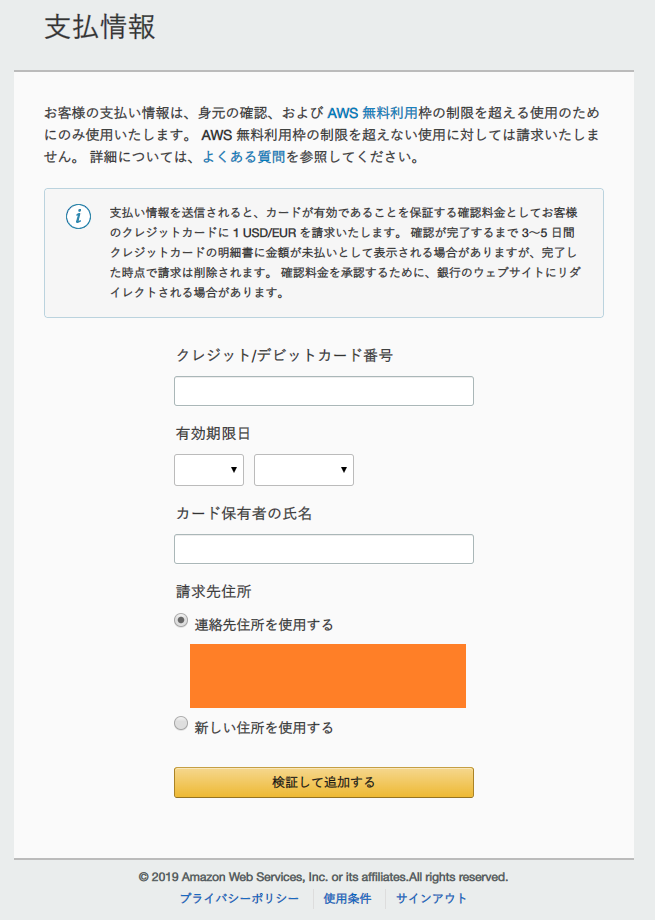 支払情報
お客様の支払い情報は、身元の確認、および AWS 無料利用枠の制限を超える使用のため
にのみ使用いたします。 AWS 無料利用枠の制限を超えない使用に対しては請求いたしま
せん。 詳細については、よくある質問を参照してください。
支払い情報を送信されると、カードが有効であることを保証する確認料金としてお客様
のクレジットカードに 1 USD/EUR を請求いたします。 確認が完了するまで 3〜5 日間
クレジットカードの明細書に金額が未払いとして表示される場合がありますが、完了し
た時点で請求は削除されます。 確認料金を承認するために、銀行のウェブサイトにリダ
イレクトされる場合があります。
クレジット/デビットカード番号
有効期限日
カード保有者の氏名
請求先住所
連絡先住所を使用する
新しい住所を使用する
検証して追加する
© 2019 Amazon Web Services, Inc. or its affiliates.All rights reserved.
プライバシーポリシー 使用条件 サインアウト